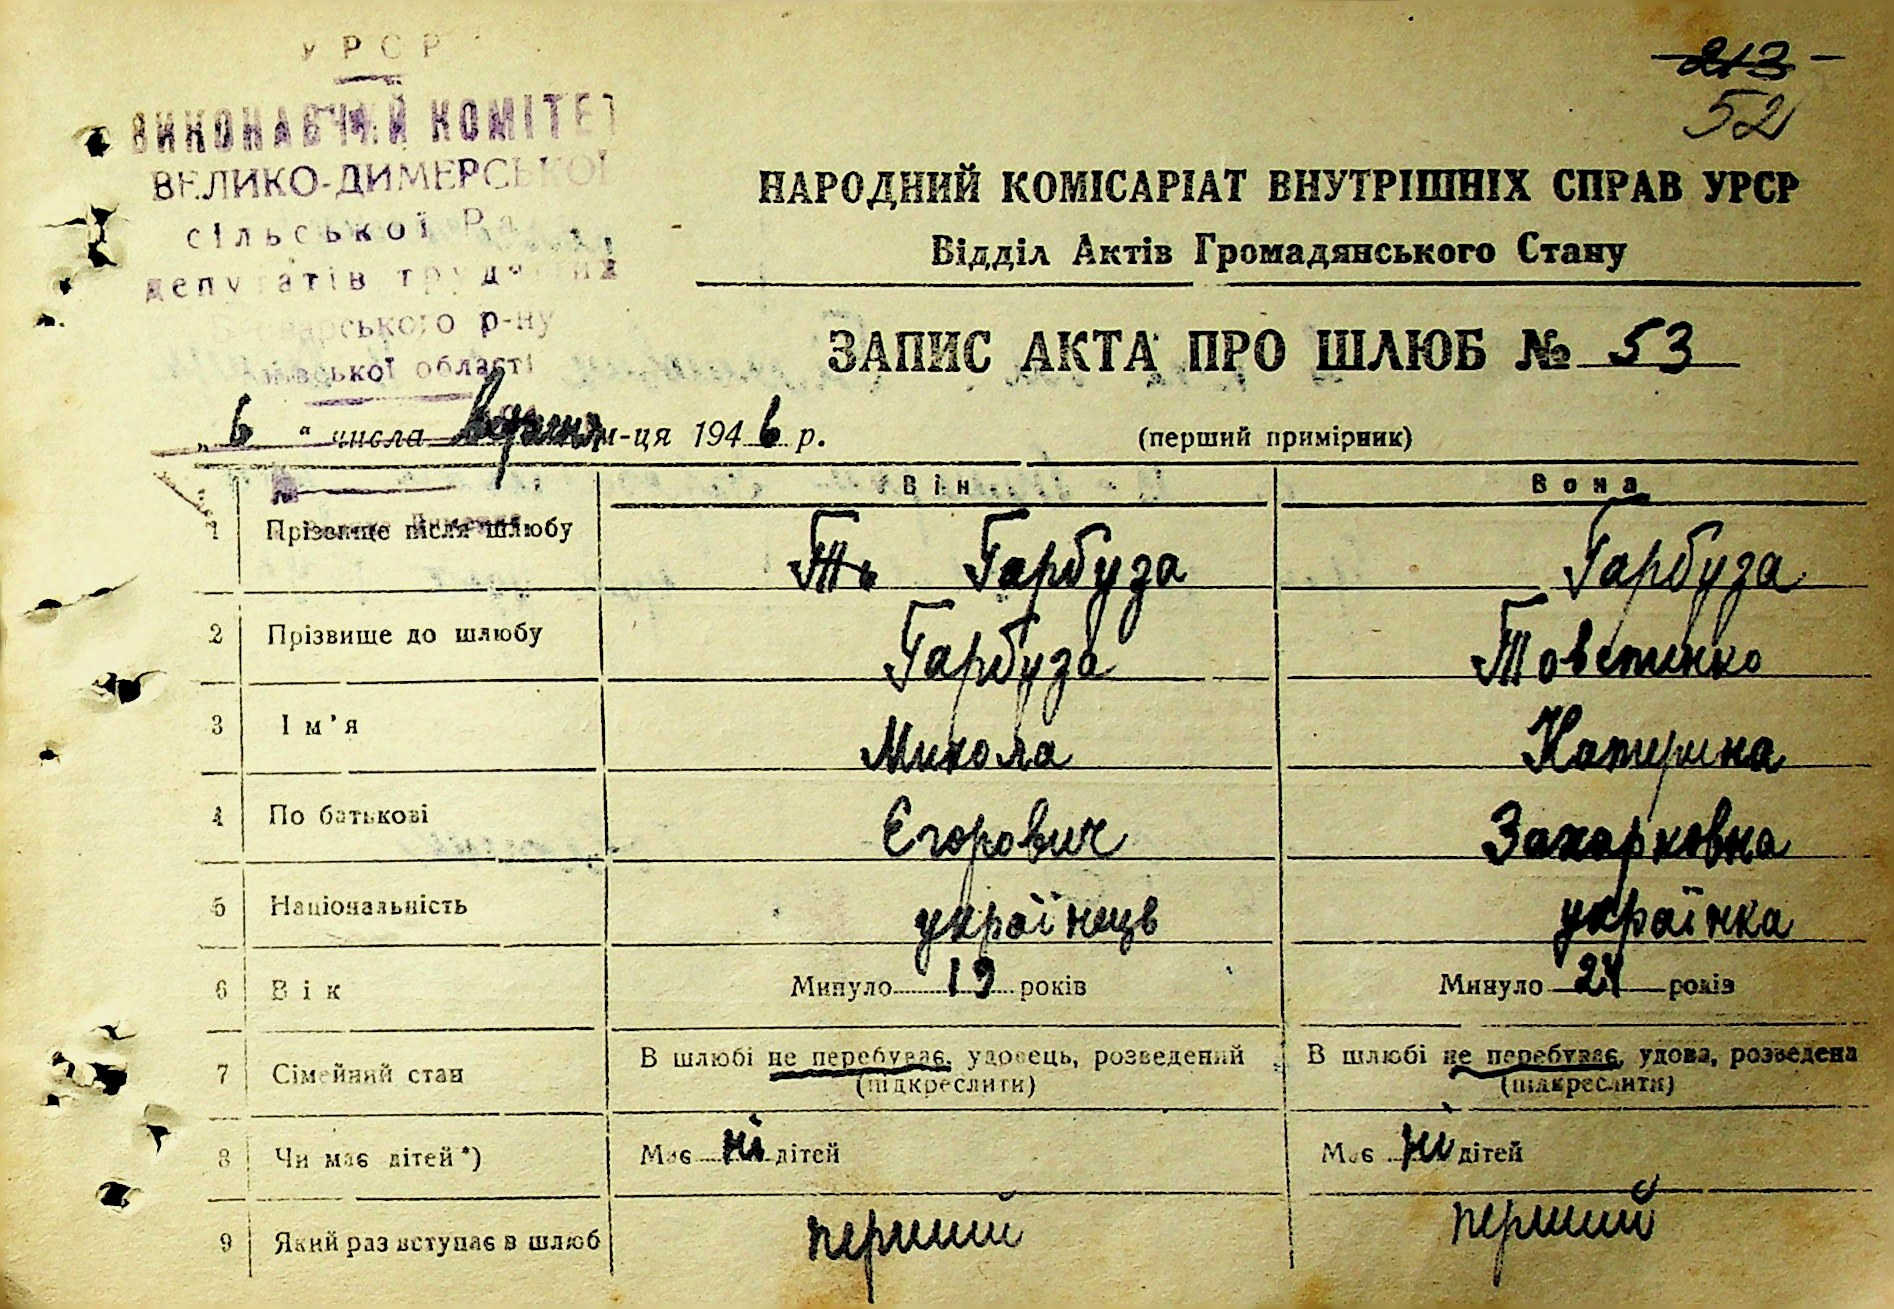 УРСР
ВИКОНАВЧИЙ КОМІТЕТ
ВЕЛИКО-ДИМЕРСЬКОЇ
сільської Ра
депутатів трудящих
р-ну
області
213
52
НАРОДНИЙ КОМІСАРІАТ ВНУТРІШНІХ СПРАВ УРСР
Відділ Актів Громадянського Стану
ЗАПИС АКТА ПРО ШЛЮБ № 53
„ 6 “ числа м-ця 1946 р. (перший примірник)
Він Вона
1 Прізвище після шлюбу Гарбуза Гарбуза
2 Прізвище до шлюбу Гарбуза Товстенко
3 Ім’я Микола Катерина
4 По батькові Єгорович Захарковна
5 Національність українець українка
6 Вік Минуло 19 років Минуло 24 років
7 Сімейний стан В шлюбі не перебуває, удовець, розведений (підкреслити) В шлюбі не перебуває, удова, розведена (підкреслити)
8 Чи має дітей*) Має ні дітей Має ні дітей
9 Який раз вступає в шлюб перший перший